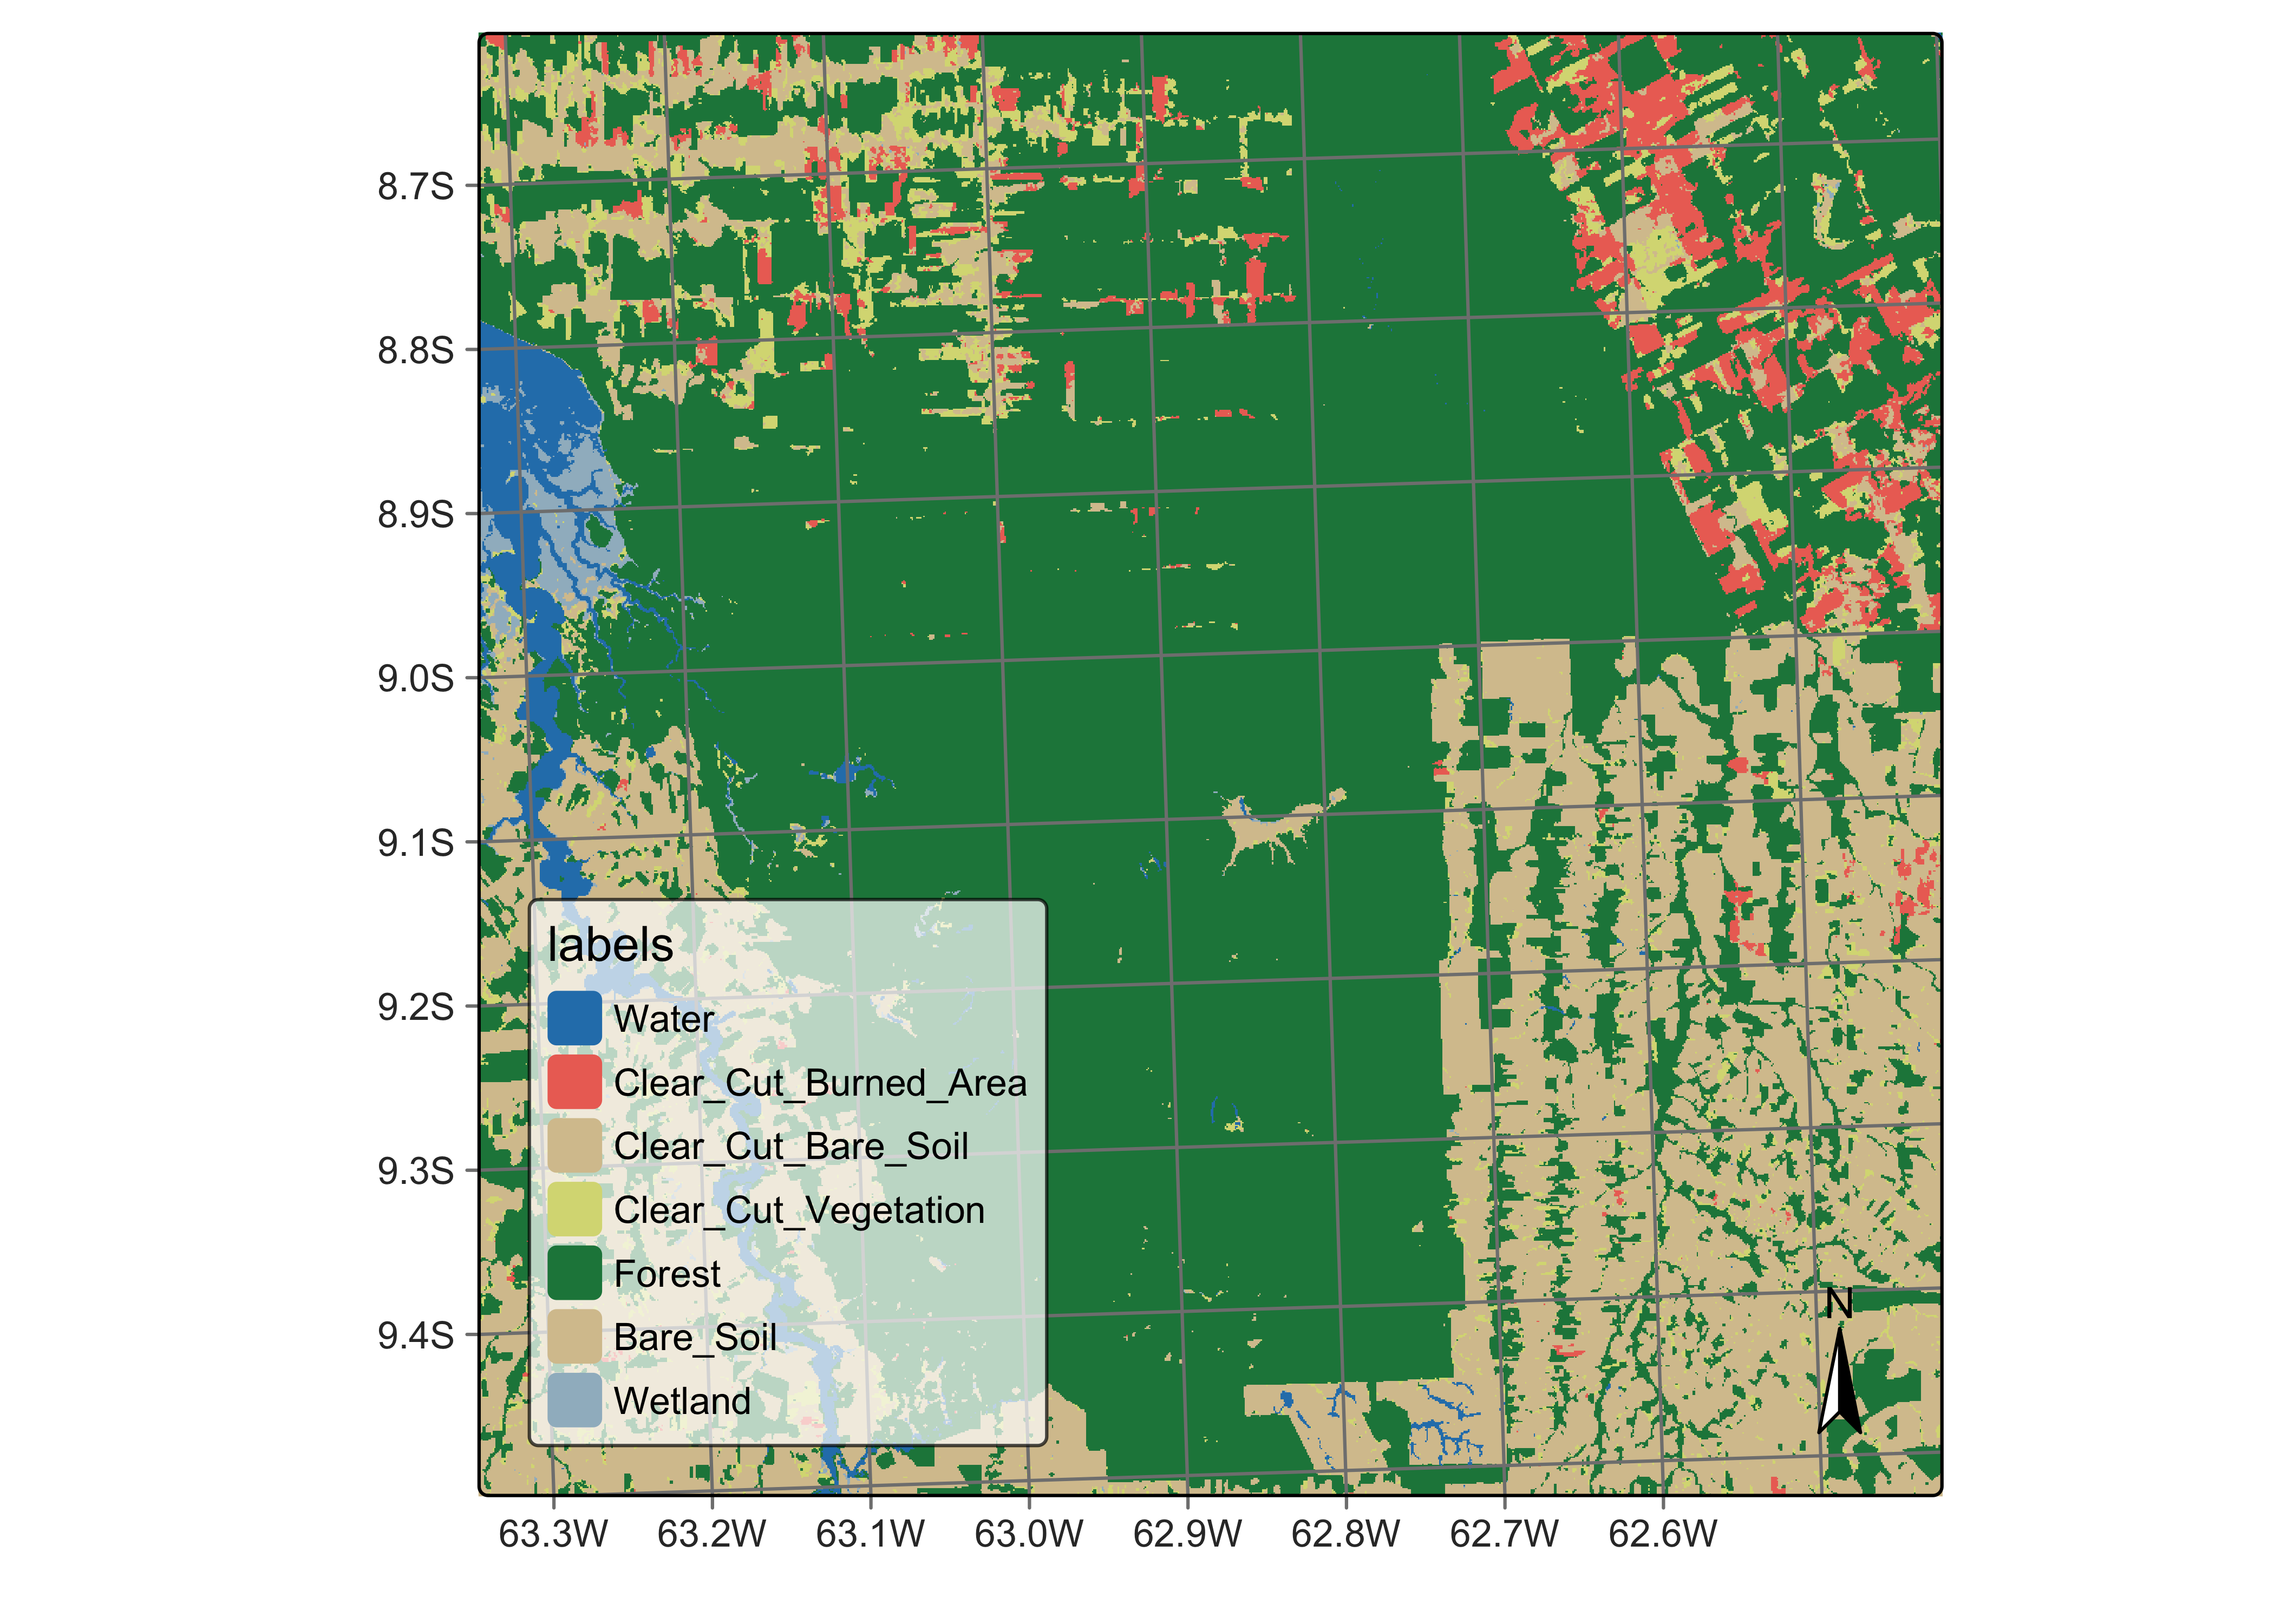 8.7S
8.8S
8.9S
9.0S
9.1S
9.2S
9.3S
9.4S
labels
Water
Clear_Cut_Burned_Area
Clear_Cut_Bare_Soil
Clear_Cut_Vegetation
Forest
Bare_Soil
Wetland
N
63.3W 63.2W 63.1W 63.0W 62.9W 62.8W 62.7W 62.6W